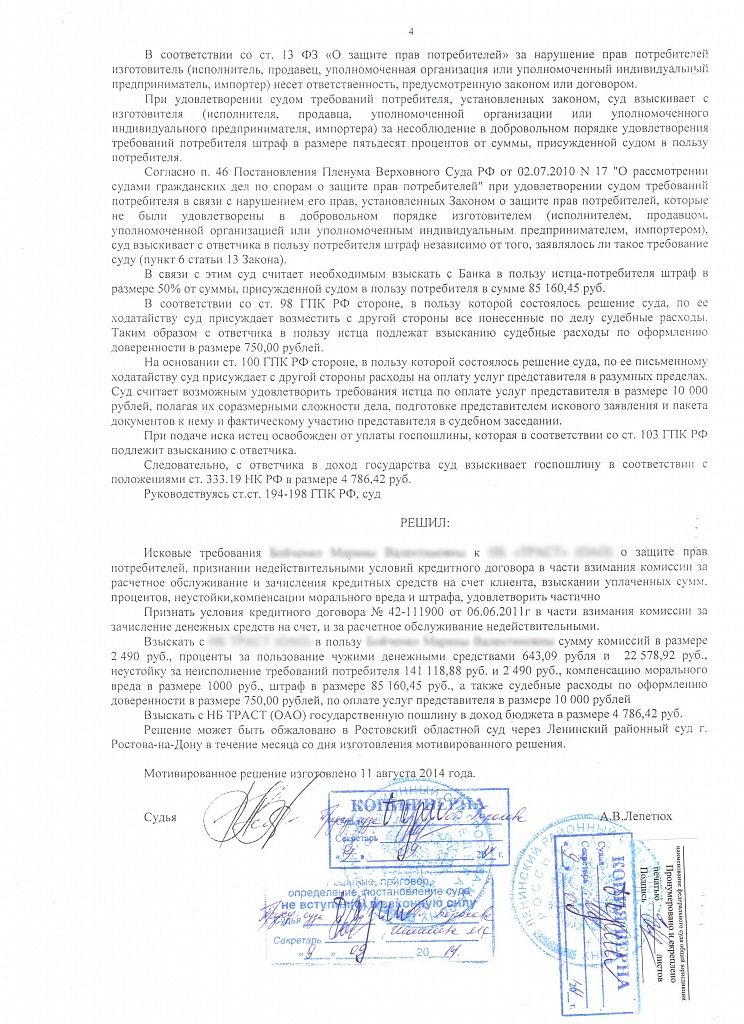 4
В соответствии со ст. 13 ФЗ «О защите прав потребителей» за нарушение прав потребителей
изготовитель (исполнитель, продавец, уполномоченная организация или уполномоченный индивидуальный
предприниматель, импортер) несет ответственность, предусмотренную законом или договором.
При удовлетворении судом требований потребителя, установленных законом, суд взыскивает с
изготовителя (исполнителя, продавца, уполномоченной организации или уполномоченного
индивидуального предпринимателя, импортера) за несоблюдение в добровольном порядке удовлетворения
требований потребителя штраф в размере пятьдесят процентов от суммы, присужденной судом в пользу
потребителя.
Согласно п. 46 Постановления Пленума Верховного Суда РФ от 02.07.2010 N 17 "О рассмотрении
судами гражданских дел по спорам о защите прав потребителей" при удовлетворении судом требований
потребителя в связи с нарушением его прав, установленных Законом о защите прав потребителей, которые
не были удовлетворены в добровольном порядке изготовителем (исполнителем, продавцом,
уполномоченной организацией или уполномоченным индивидуальным предпринимателем, импортером),
суд взыскивает с ответчика в пользу потребителя штраф независимо от того, заявлялось ли такое требование
суду (пункт 6 статьи 13 Закона).
В связи с этим суд считает необходимым взыскать с Банка в пользу истца-потребителя штраф в
размере 50% от суммы, присужденной судом в пользу потребителя в сумме 85 160,45 руб.
В соответствии со ст. 98 ГПК РФ стороне, в пользу которой состоялось решение суда, по ее
ходатайству суд присуждает возместить с другой стороны все понесенные по делу судебные расходы.
Таким образом с ответчика в пользу истца подлежат взысканию судебные расходы по оформлению
доверенности в размере 750,00 рублей.
На основании ст. 100 ГПК РФ стороне, в пользу которой состоялось решение суда, по ее письменному
ходатайству суд присуждает с другой стороны расходы на оплату услуг представителя в разумных пределах.
Суд считает возможным удовлетворить требования истца по оплате услуг представителя в размере 10 000
рублей, полагая их соразмерными сложности дела, подготовке представителем искового заявления и пакета
документов к нему и фактическому участию представителя в судебном заседании.
При подаче иска истец освобожден от уплаты госпошлины, которая в соответствии со ст. 103 ГПК РФ
подлежит взысканию с ответчика.
Следовательно, с ответчика в доход государства суд взыскивает госпошлину в соответствии с
положениями ст. 333.19 НК РФ в размере 4 786,42 руб.
Руководствуясь ст.ст. 194-198 ГПК РФ, суд
РЕШИЛ:
Исковые требования к о защите прав
потребителей, признании недействительными условий кредитного договора в части взимания комиссии за
расчетное обслуживание и зачисления кредитных средств на счет клиента, взыскании уплаченных сумм,
процентов, неустойки,компенсации морального вреда и штрафа, удовлетворить частично
Признать условия кредитного договора № 42-111900 от 06.06.2011г в части взимания комиссии за
зачисление денежных средств на счет, и за расчетное обслуживание недействительными.
Взыскать с в пользу сумму комиссий в размере
2 490 руб., проценты за пользование чужими денежными средствами 643,09 рубля и 22 578,92 руб.,
неустойку за неисполнение требований потребителя 141 118,88 руб. и 2 490 руб., компенсацию морального
вреда в размере 1000 руб., штраф в размере 85 160,45 руб., а также судебные расходы по оформлению
доверенности в размере 750,00 рублей, по оплате услуг представителя в размере 10 000 рублей
Взыскать с НБ ТРАСТ (ОАО) государственную пошлину в доход бюджета в размере 4 786,42 руб.
Решение может быть обжаловано в Ростовский областной суд через Ленинский районный суд г.
Ростова-на-Дону в течение месяца со дня изготовления мотивированного решения.
Мотивированное решение изготовлено 11 августа 2014 года.
Судья А.В.Лепетюх
КОПИЯ ВЕРНА
Секретарь
определение, постановление суда
не вступил в законную силу
Судья
Секретарь
« 9 » 09 2014.
КОПИЯ ВЕРНА
Судья
Секретарь
Пронумеровано и скреплено
печатью листов
Подпись